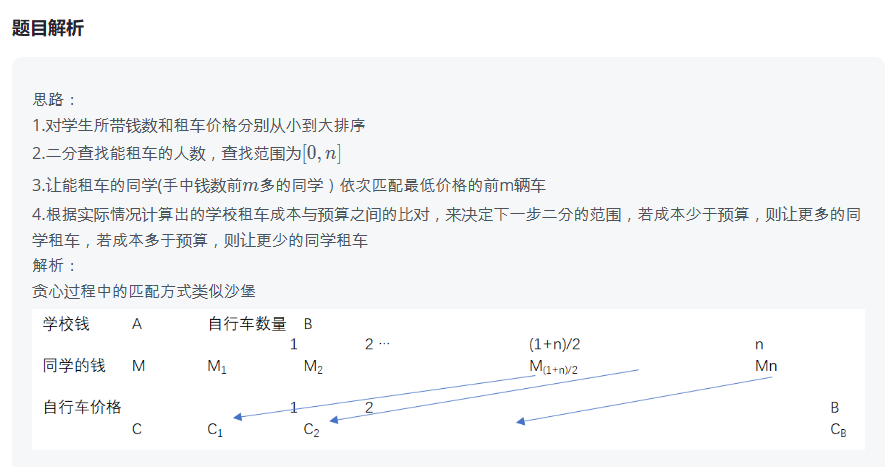 题目解析
思路：
1.对学生所带钱数和租车价格分别从小到大排序
2.二分查找能租车的人数，查找范围为[0, n]
3.让能租车的同学(手中钱数前m多的同学）依次匹配最低价格的前m辆车
4.根据实际情况计算出的学校租车成本与预算之间的比对，来决定下一步二分的范围，若成本少于预算，则让更多的同
学租车，若成本多于预算，则让更少的同学租车
解析：
贪心过程中的匹配方式类似沙堡
学校钱 A 自行车数量 B
1 2 ··· (1+n)/2 n
同学的钱 M M1 M2 M(1+n)/2 Mn
自行车价格 1 2 B
C C1 C2 CB